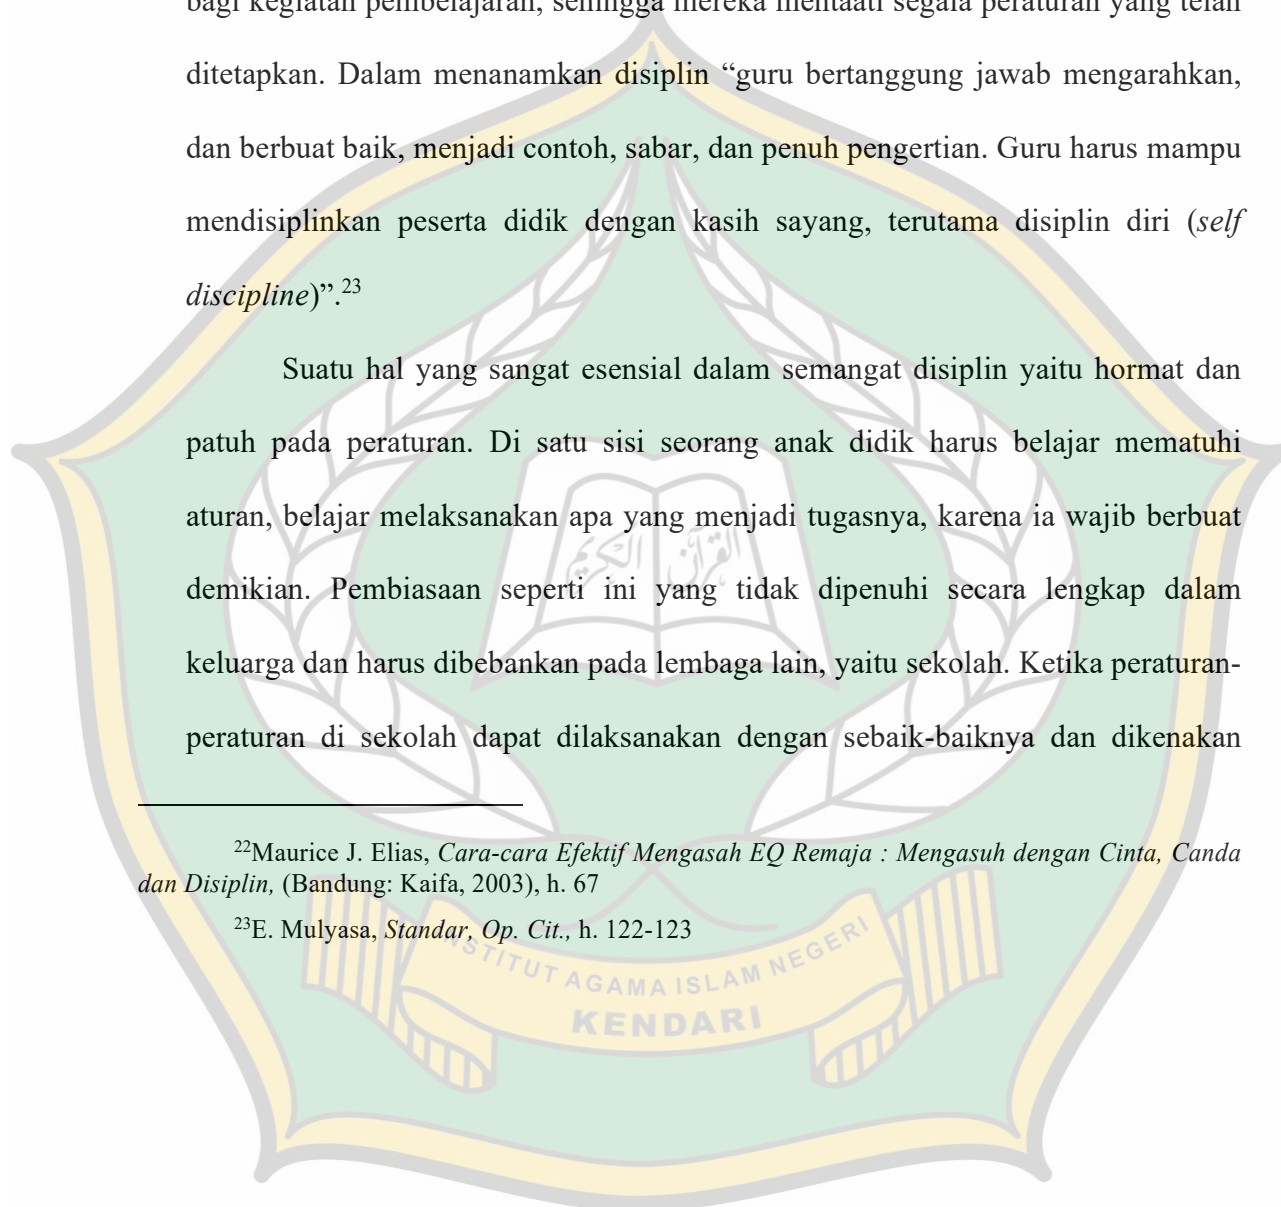 bagi kegiatan pembelajaran, sehingga mereka mentaati segala peraturan yang telah
ditetapkan. Dalam menanamkan disiplin “guru bertanggung jawab mengarahkan,
dan berbuat baik, menjadi contoh, sabar, dan penuh pengertian. Guru harus mampu
mendisiplinkan peserta didik dengan kasih sayang, terutama disiplin diri (self
discipline)”.23
Suatu hal yang sangat esensial dalam semangat disiplin yaitu hormat dan
patuh pada peraturan. Di satu sisi seorang anak didik harus belajar mematuhi
aturan, belajar melaksanakan apa yang menjadi tugasnya, karena ia wajib berbuat
demikian. Pembiasaan seperti ini yang tidak dipenuhi secara lengkap dalam
keluarga dan harus dibebankan pada lembaga lain, yaitu sekolah. Ketika peraturan-
peraturan di sekolah dapat dilaksanakan dengan sebaik-baiknya dan dikenakan
22Maurice J. Elias, Cara-cara Efektif Mengasah EQ Remaja : Mengasuh dengan Cinta, Canda
dan Disiplin, (Bandung: Kaifa, 2003), h. 67
23E. Mulyasa, Standar, Op. Cit., h. 122-123
القرآن الكريم
INSTITUT AGAMA ISLAM NEGERI
KENDARI